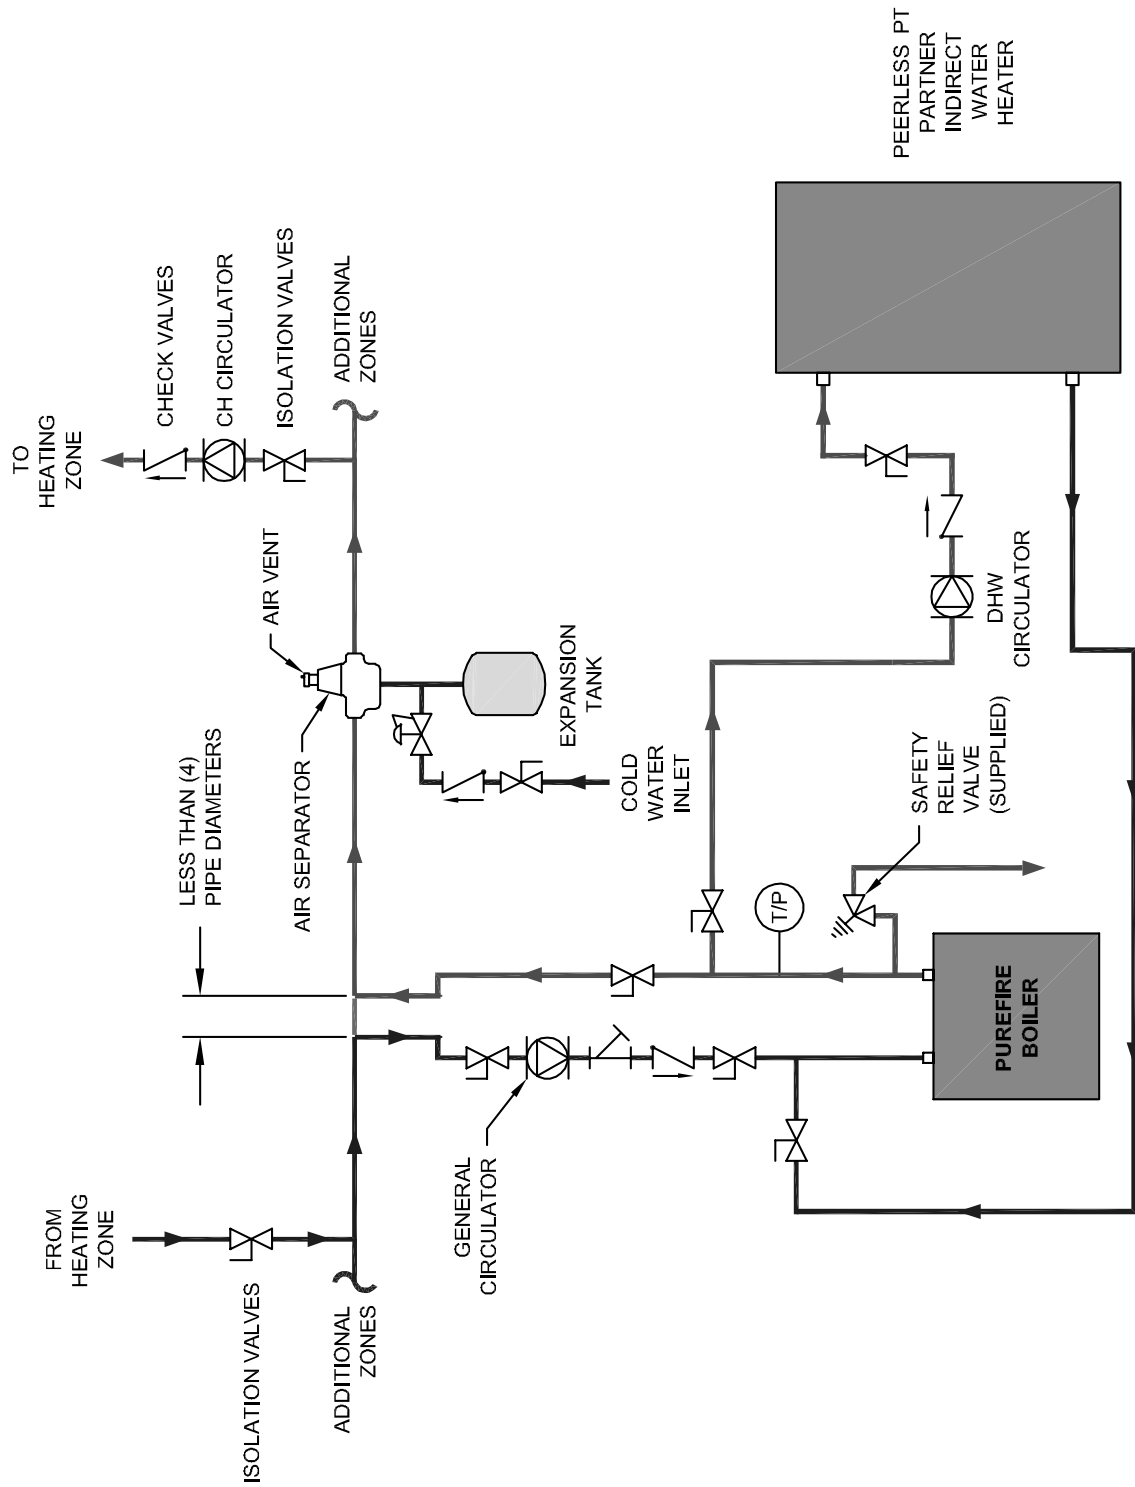 FROM
HEATING
ZONE
ISOLATION VALVES
ADDITIONAL
ZONES
GENERAL
CIRCULATOR
LESS THAN (4)
PIPE DIAMETERS
AIR SEPARATOR
AIR VENT
TO
HEATING
ZONE
CHECK VALVES
CH CIRCULATOR
ISOLATION VALVES
ADDITIONAL
ZONES
EXPANSION
TANK
COLD
WATER
INLET
T/P
SAFETY
RELIEF
VALVE
(SUPPLIED)
DHW
CIRCULATOR
PUREFIRE
BOILER
PEERLESS PT
PARTNER
INDIRECT
WATER
HEATER